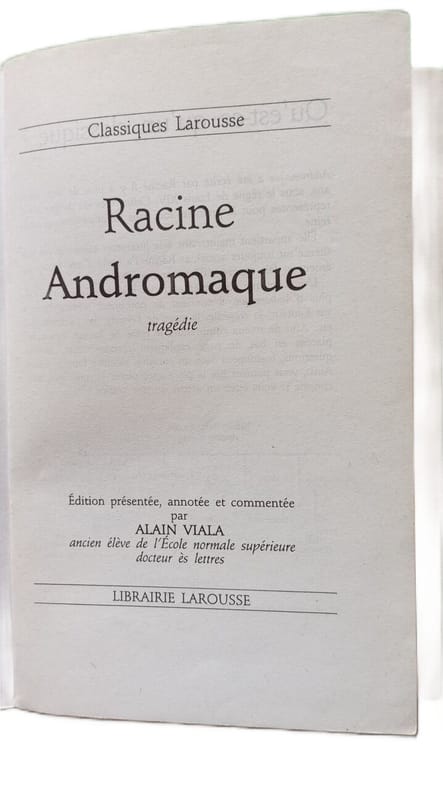 Classiques Larousse
Racine
Andromaque
tragédie
Édition présentée, annotée et commentée
par
ALAIN VIALA
ancien élève de l'École normale supérieure
docteur ès lettres
LIBRAIRIE LAROUSSE